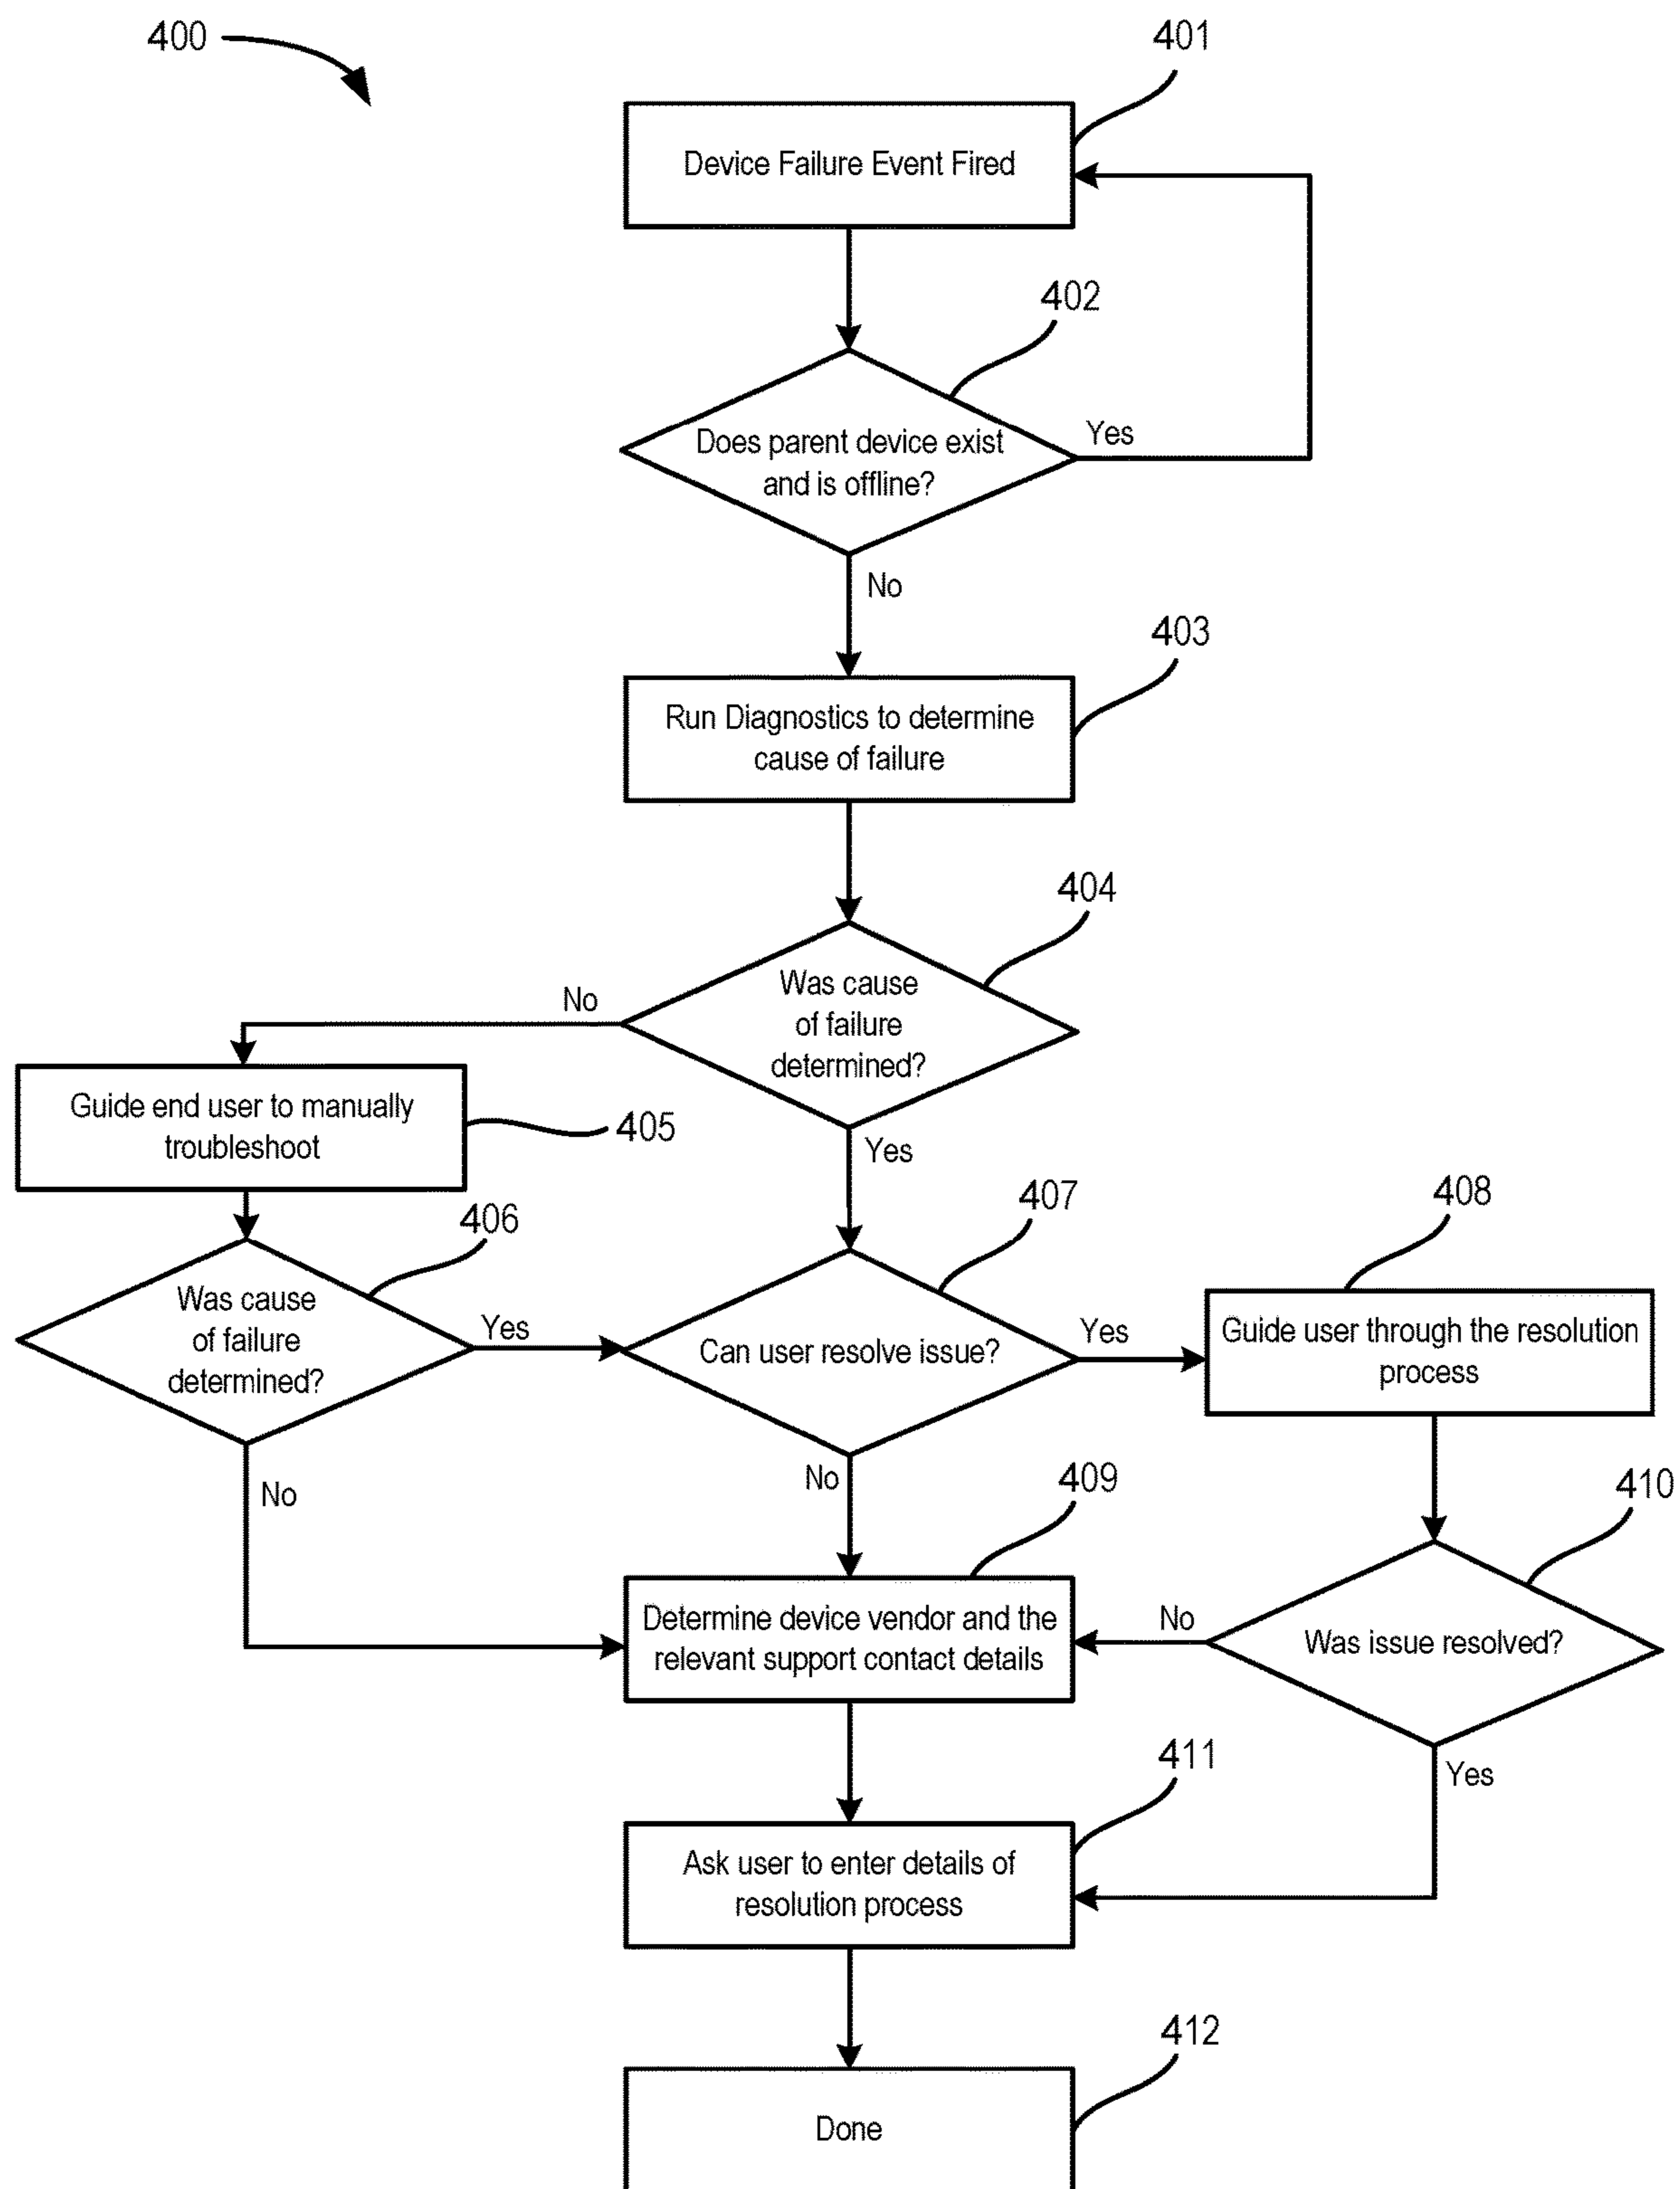 400
401
Device Failure Event Fired
402
Does parent device exist
and is offline?
Yes
No
403
Run Diagnostics to determine
cause of failure
404
Was cause
of failure
determined?
No
Yes
Guide end user to manually
troubleshoot
405
406
Was cause
of failure
determined?
Yes
No
407
Can user resolve issue?
Yes
No
408
Guide user through the resolution
process
409
Determine device vendor and the
relevant support contact details
410
Was issue resolved?
No
Yes
411
Ask user to enter details of
resolution process
412
Done